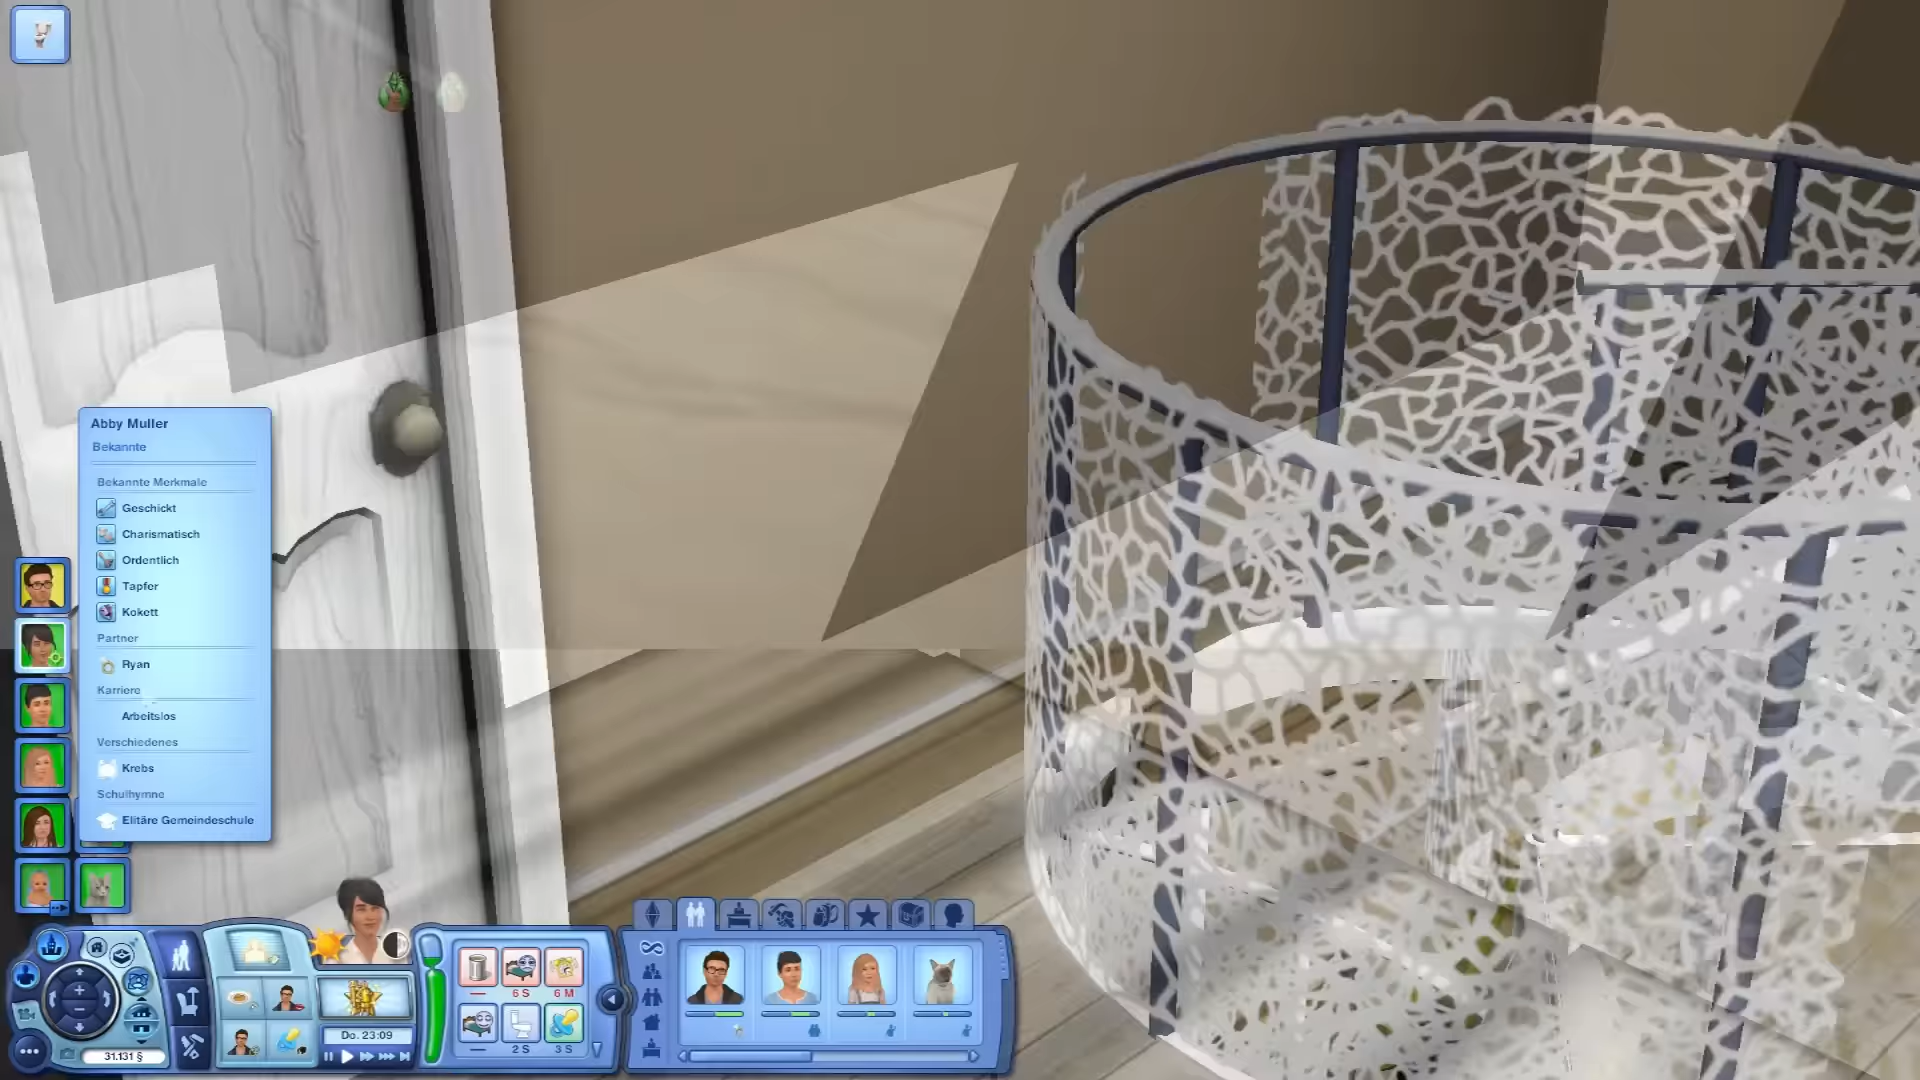 Abby Muller
Bekannte
Bekannte Merkmale
Geschickt
Charismatisch
Ordentlich
Tapfer
Kokett
Partner
Ryan
Karriere
Arbeitslos
Verschiedenes
Krebs
Schulhymne
Elitäre Gemeindeschule
6 S
6 M
Do. 23:09
2 S
3 S
31.131 §